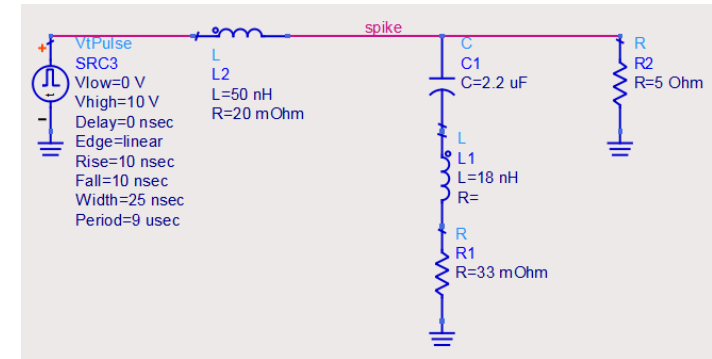 spike
+
VtPulse
SRC3
Vlow=0 V
Vhigh=10 V
Delay=0 nsec
Edge=linear
Rise=10 nsec
Fall=10 nsec
Width=25 nsec
Period=9 usec
t
-
L
L2
L=50 nH
R=20 mOhm
C
C1
C=2.2 uF
L
L1
L=18 nH
R=
R
R1
R=33 mOhm
R
R2
R=5 Ohm